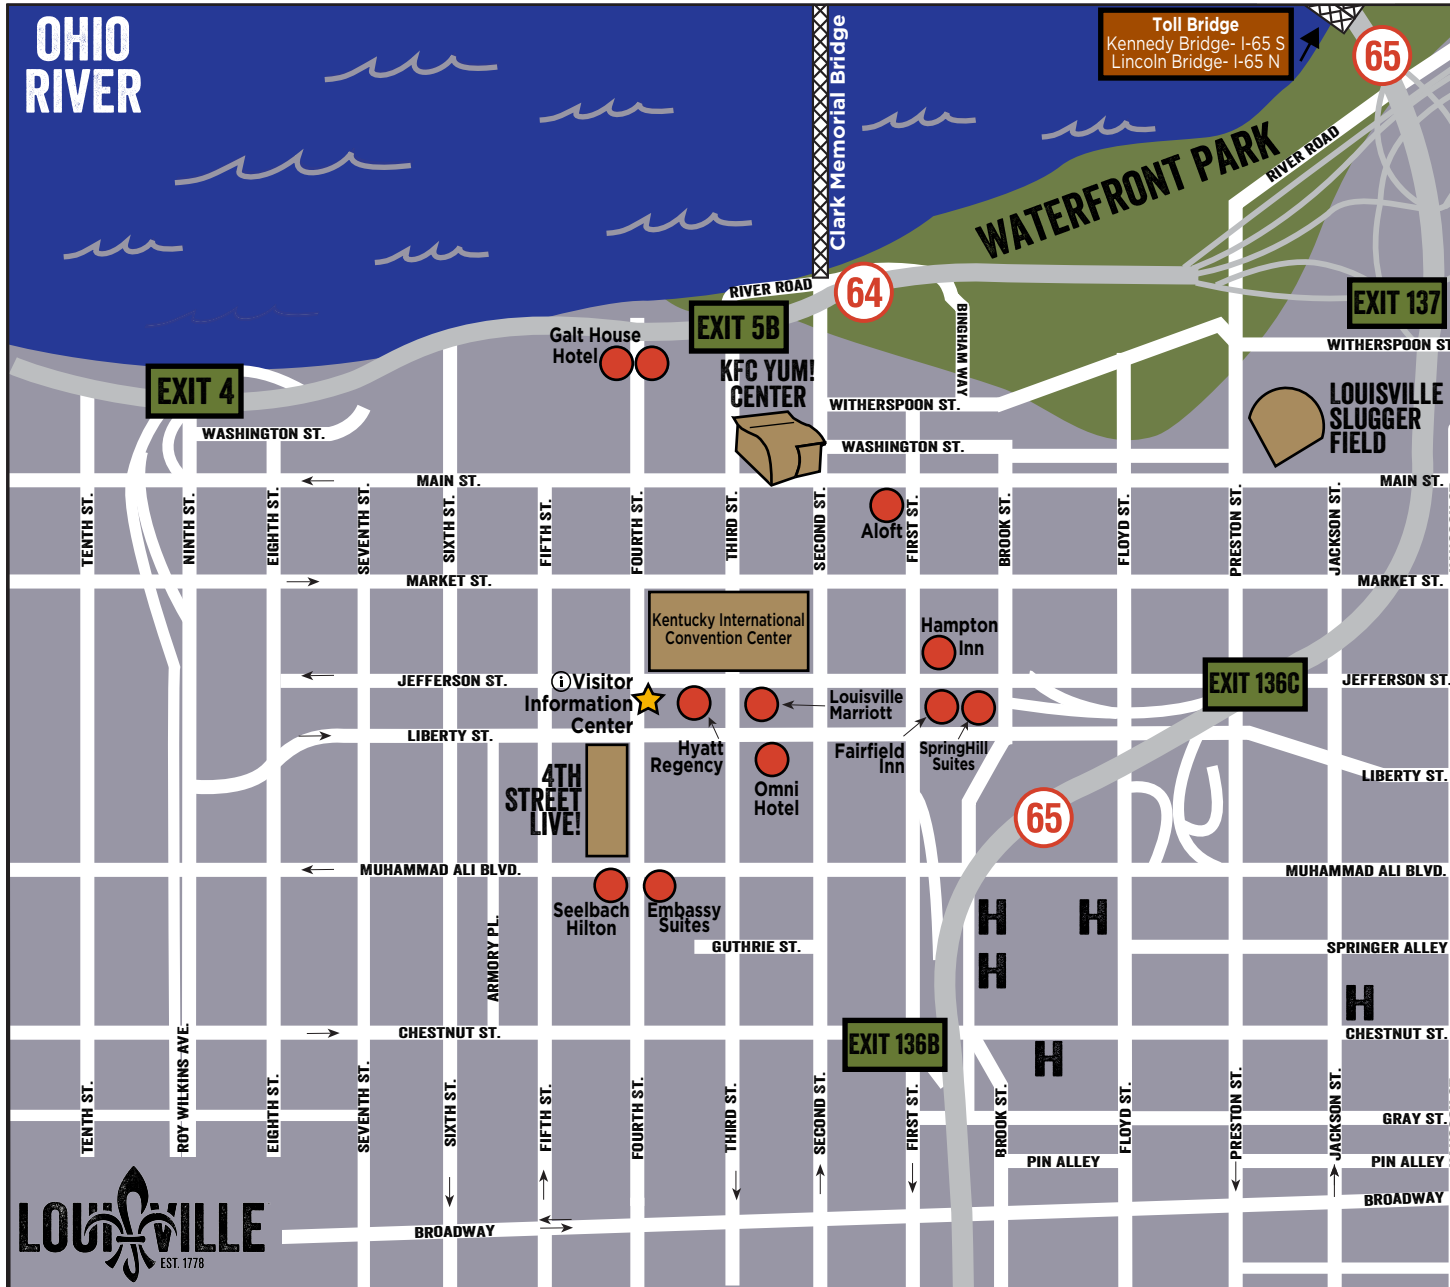 OHIO
RIVER
Clark Memorial Bridge
Toll Bridge
Kennedy Bridge- I-65 S
Lincoln Bridge- I-65 N
65
WATERFRONT PARK
RIVER ROAD
RIVER ROAD
64
EXIT 5B
BINGHAM WAY
EXIT 137
WITHERSPOON ST.
Galt House
Hotel
KFC YUM!
CENTER
EXIT 4
WITHERSPOON ST.
LOUISVILLE
SLUGGER
FIELD
WASHINGTON ST.
WASHINGTON ST.
MAIN ST.
MAIN ST.
TENTH ST.
NINTH ST.
EIGHTH ST.
SEVENTH ST.
SIXTH ST.
FIFTH ST.
FOURTH ST.
THIRD ST.
SECOND ST.
Aloft
FIRST ST.
BROOK ST.
FLOYD ST.
PRESTON ST.
JACKSON ST.
MARKET ST.
MARKET ST.
Kentucky International
Convention Center
Hampton
Inn
JEFFERSON ST.
i Visitor
Information
Center
EXIT 136C
JEFFERSON ST.
Louisville
Marriott
LIBERTY ST.
Hyatt
Regency
Fairfield
Inn
SpringHill
Suites
LIBERTY ST.
4TH
STREET
LIVE!
Omni
Hotel
65
MUHAMMAD ALI BLVD.
MUHAMMAD ALI BLVD.
Seelbach
Hilton
Embassy
Suites
H
H
ARMORY PL.
GUTHRIE ST.
SPRINGER ALLEY
H
H
CHESTNUT ST.
EXIT 136B
CHESTNUT ST.
H
TENTH ST.
ROY WILKINS AVE.
EIGHTH ST.
SEVENTH ST.
SIXTH ST.
FIFTH ST.
FOURTH ST.
THIRD ST.
SECOND ST.
FIRST ST.
BROOK ST.
FLOYD ST.
PRESTON ST.
JACKSON ST.
GRAY ST.
PIN ALLEY
PIN ALLEY
BROADWAY
BROADWAY
LOUISVILLE
EST. 1778